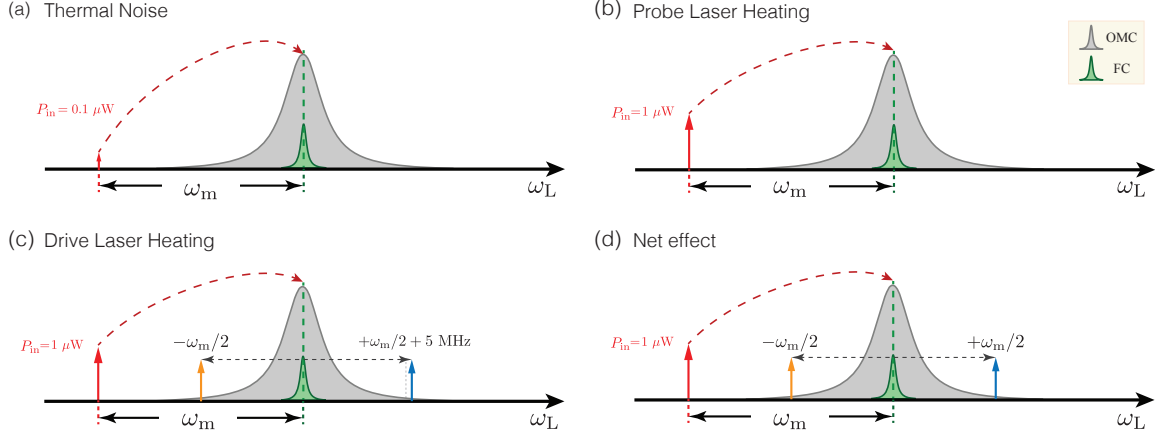 (a) Thermal Noise
P_in = 0.1 μW
ω_m
ω_L
(b) Probe Laser Heating
OMC
FC
P_in=1 μW
ω_m
ω_L
(c) Drive Laser Heating
P_in=1 μW
−ω_m/2
+ω_m/2 + 5 MHz
ω_m
ω_L
(d) Net effect
P_in=1 μW
−ω_m/2
+ω_m/2
ω_m
ω_L